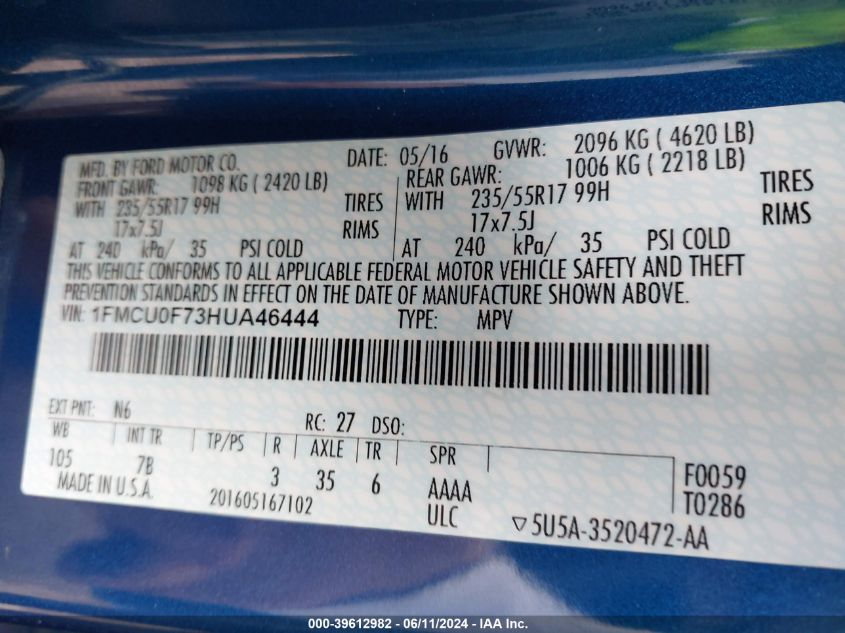 MFD. BY FORD MOTOR CO. DATE: 05/16 GVWR: 2096 KG ( 4620 LB)
FRONT GAWR: 1098 KG ( 2420 LB) REAR GAWR: 1006 KG ( 2218 LB)
WITH 235/55R17 99H TIRES WITH 235/55R17 99H TIRES
17x7.5J RIMS 17x7.5J RIMS
AT 240 kPa/ 35 PSI COLD AT 240 kPa/ 35 PSI COLD
THIS VEHICLE CONFORMS TO ALL APPLICABLE FEDERAL MOTOR VEHICLE SAFETY AND THEFT
PREVENTION STANDARDS IN EFFECT ON THE DATE OF MANUFACTURE SHOWN ABOVE.
VIN: 1FMCU0F73HUA46444 TYPE: MPV
EXT PNT: N6 RC: 27 DSO:
WB INT TR TP/PS R AXLE TR SPR
105 7B 3 35 6 AAAA F0059
MADE IN U.S.A. 201605167102 ULC T0286
▽5U5A-3520472-AA
000-39612982 - 06/11/2024 - IAA Inc.